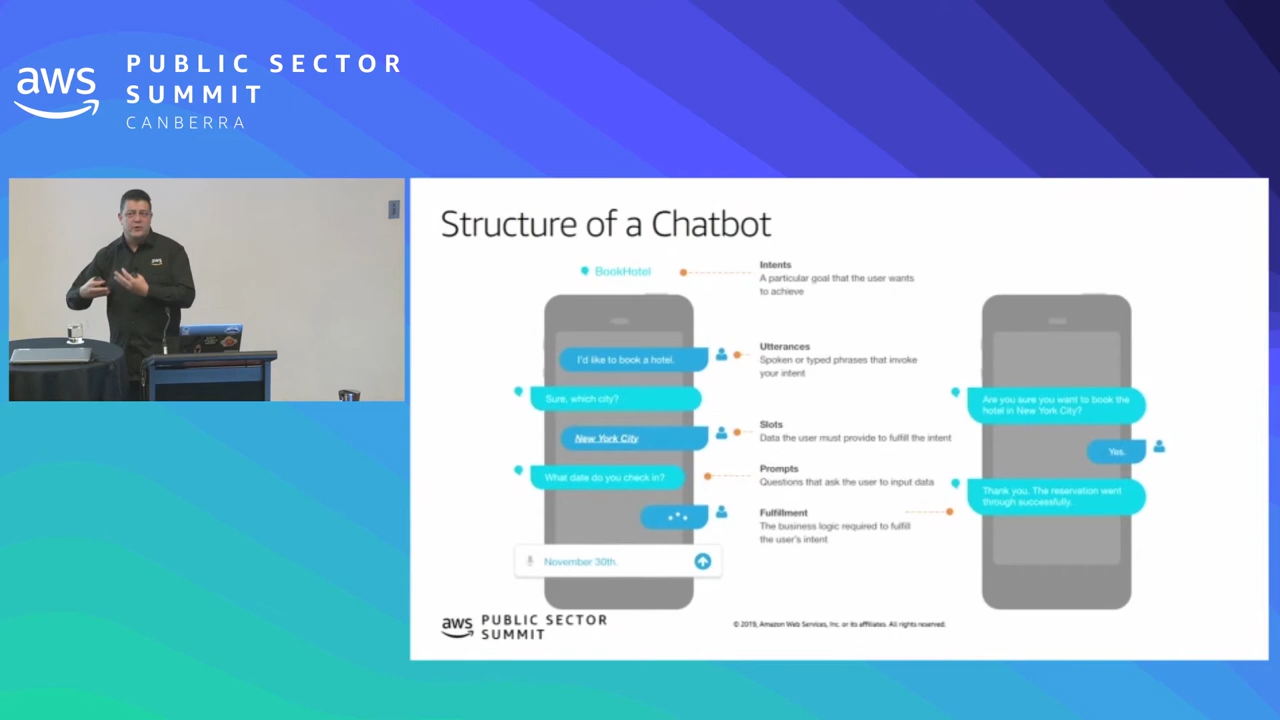 aws
PUBLIC SECTOR
SUMMIT
CANBERRA
aws
Structure of a Chatbot
BookHotel
I'd like to book a hotel.
Sure, which city?
New York City
What date do you check in?
November 30th.
Intents
A particular goal that the user wants
to achieve
Utterances
Spoken or typed phrases that invoke
your intent
Slots
Data the user must provide to fulfill the intent
Prompts
Questions that ask the user to input data
Fulfillment
The business logic required to fulfill
the user's intent
Are you sure you want to book the
hotel in New York City?
Yes.
Thank you. The reservation went
through successfully.
aws
PUBLIC SECTOR
SUMMIT
© 2019, Amazon Web Services, Inc. or its affiliates. All rights reserved.